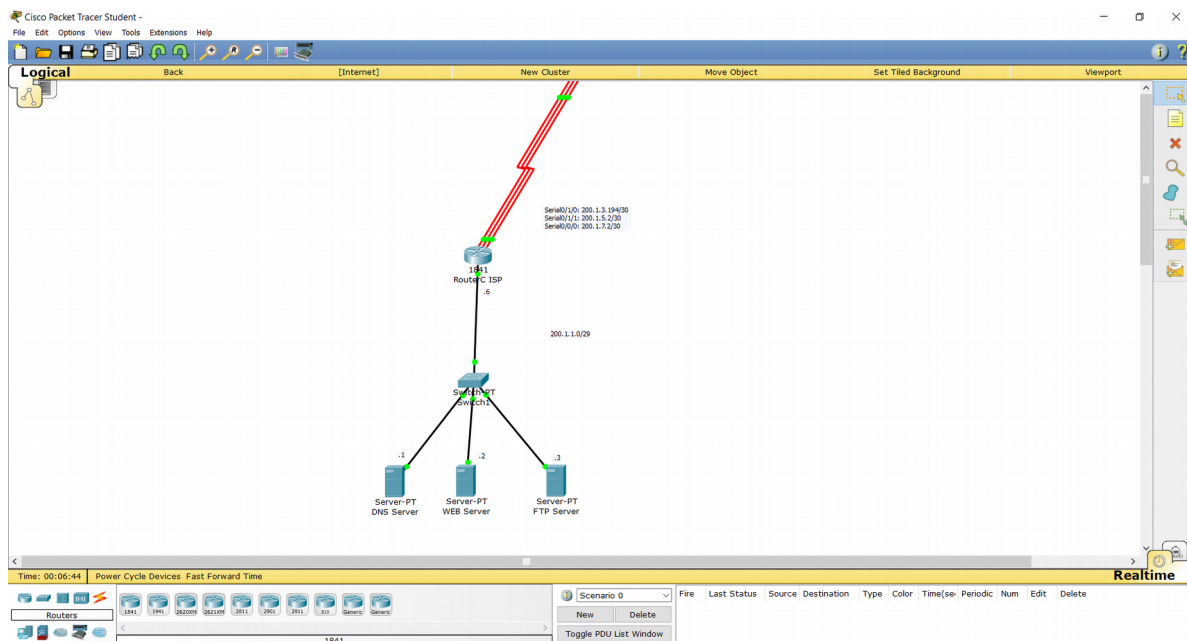 Cisco Packet Tracer Student -
File Edit Options View Tools Extensions Help
Logical Back [Internet] New Cluster Move Object Set Tiled Background Viewport
Serial0/1/0: 200.1.3.194/30
Serial0/1/1: 200.1.5.2/30
Serial0/0/0: 200.1.7.2/30
1841
RouterC ISP
.6
200.1.1.0/29
Switch-PT
Switch1
.1 .2 .3
Server-PT Server-PT Server-PT
DNS Server WEB Server FTP Server
Time: 00:06:44 Power Cycle Devices Fast Forward Time Realtime
Routers
1841 1941 2620XM 2621XM 2811 2901 2911 819 Generic Generic
1841
Scenario 0
New Delete
Toggle PDU List Window
Fire Last Status Source Destination Type Color Time(sec Periodic Num Edit Delete